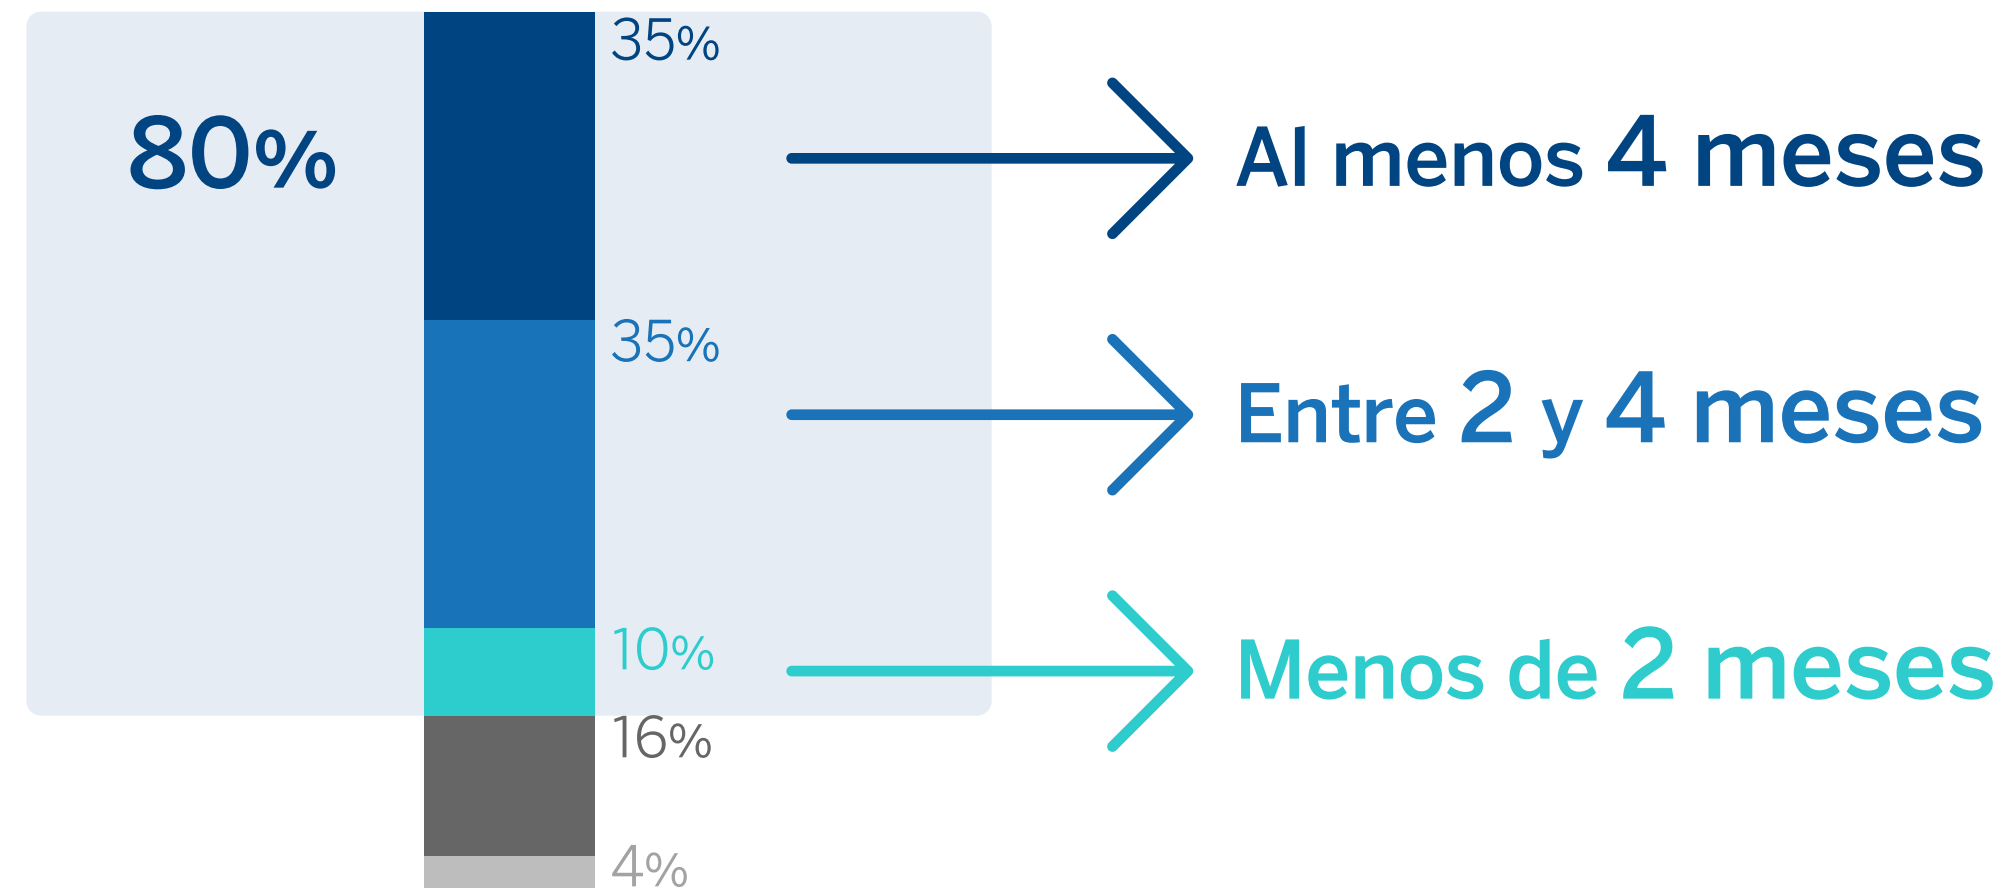 35%
80%
Al menos 4 meses
35%
Entre 2 y 4 meses
10%
Menos de 2 meses
16%
4%